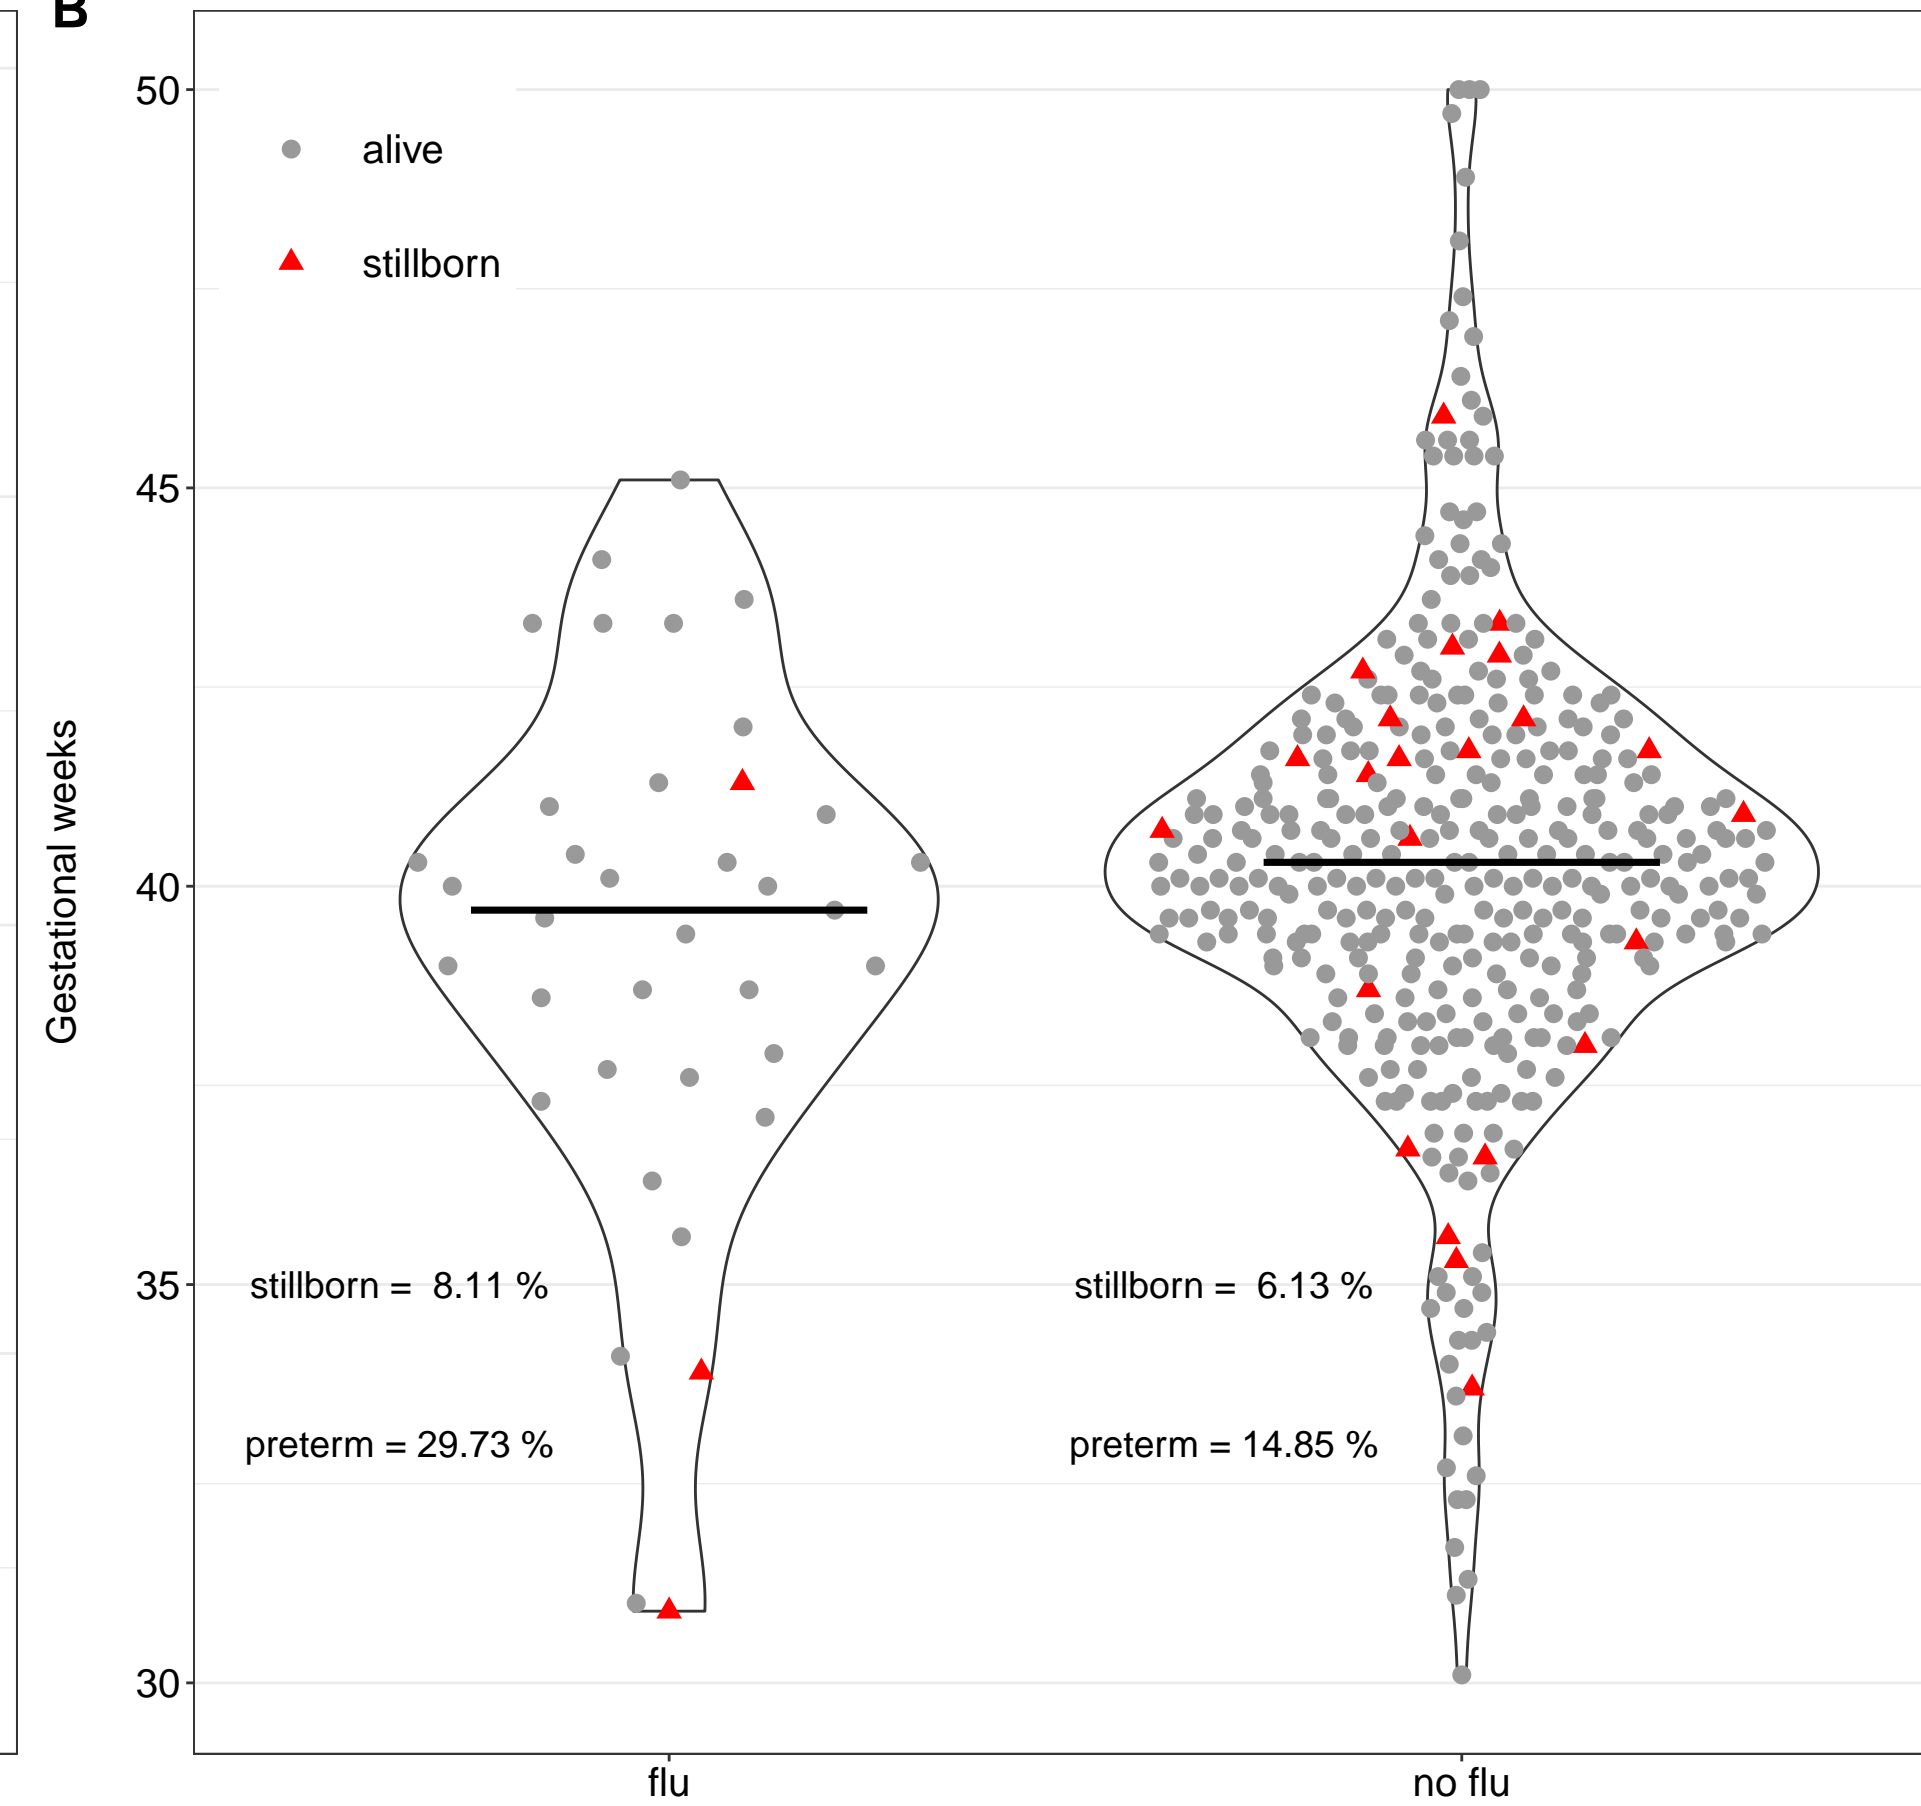 B
50
alive
stillborn
45
Gestational weeks
40
35
stillborn = 8.11 %
stillborn = 6.13 %
preterm = 29.73 %
preterm = 14.85 %
30
flu
no flu